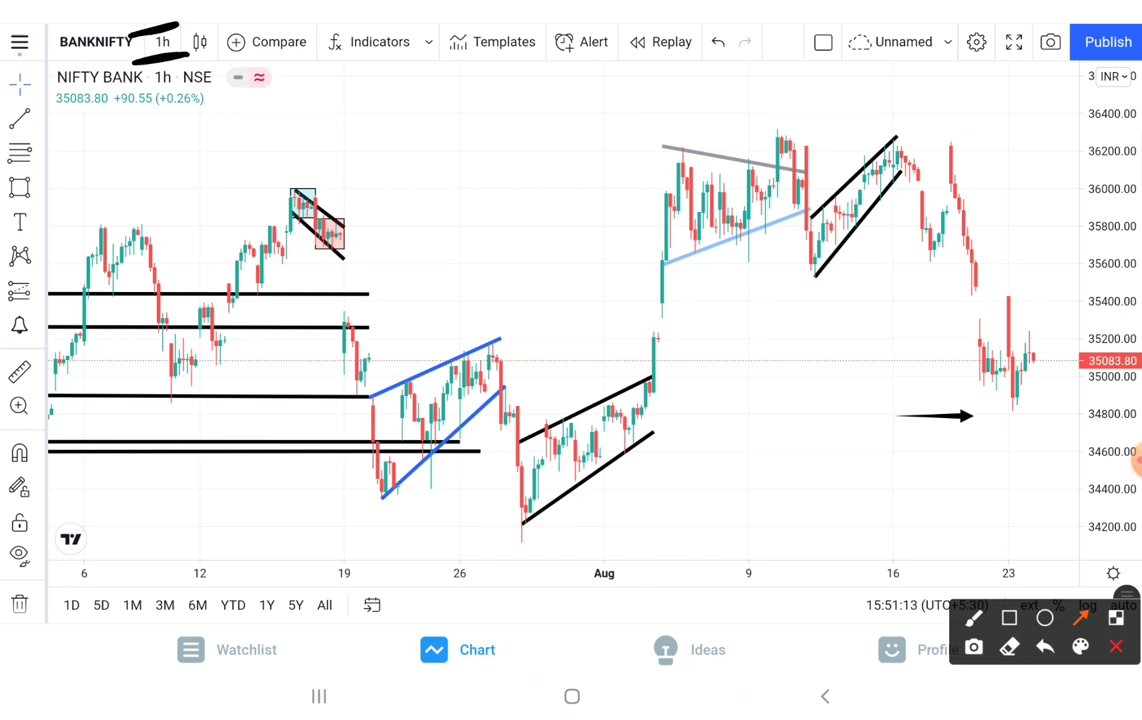 BANKNIFTY 1h Compare Indicators Templates Alert Replay Unnamed Publish
NIFTY BANK · 1h · NSE
35083.80 +90.55 (+0.26%)
INR
36400.00
36200.00
36000.00
35800.00
35600.00
35400.00
35200.00
35083.80
35000.00
34800.00
34600.00
34400.00
34200.00
6 12 19 26 Aug 9 16 23
1D 5D 1M 3M 6M YTD 1Y 5Y All 15:51:13 (UTC+5:30) ext % log auto
Watchlist Chart Ideas Profile